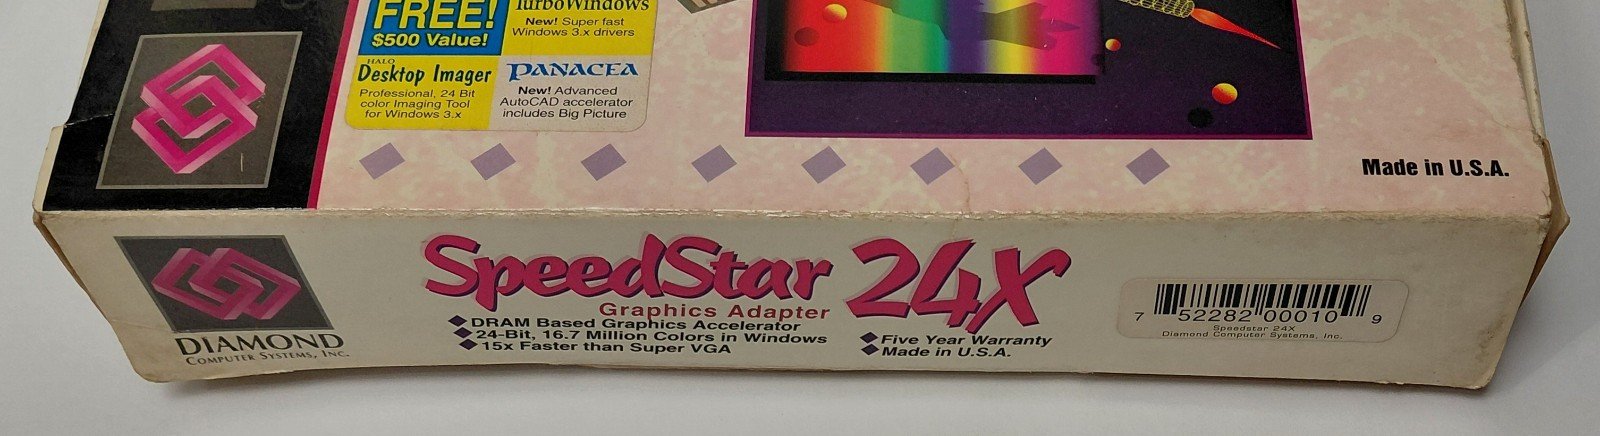 FREE!
$500 Value!
TurboWindows
New! Super fast
Windows 3.x drivers
HALO
Desktop Imager
Professional, 24 Bit
color Imaging Tool
for Windows 3.x
PANACEA
New! Advanced
AutoCAD accelerator
includes Big Picture
Made in U.S.A.
DIAMOND
COMPUTER SYSTEMS, INC.
SpeedStar 24X
Graphics Adapter
DRAM Based Graphics Accelerator
24-Bit, 16.7 Million Colors in Windows
15x Faster than Super VGA
Five Year Warranty
Made in U.S.A.
7 52282 00010 9
Speedstar 24X
Diamond Computer Systems, Inc.